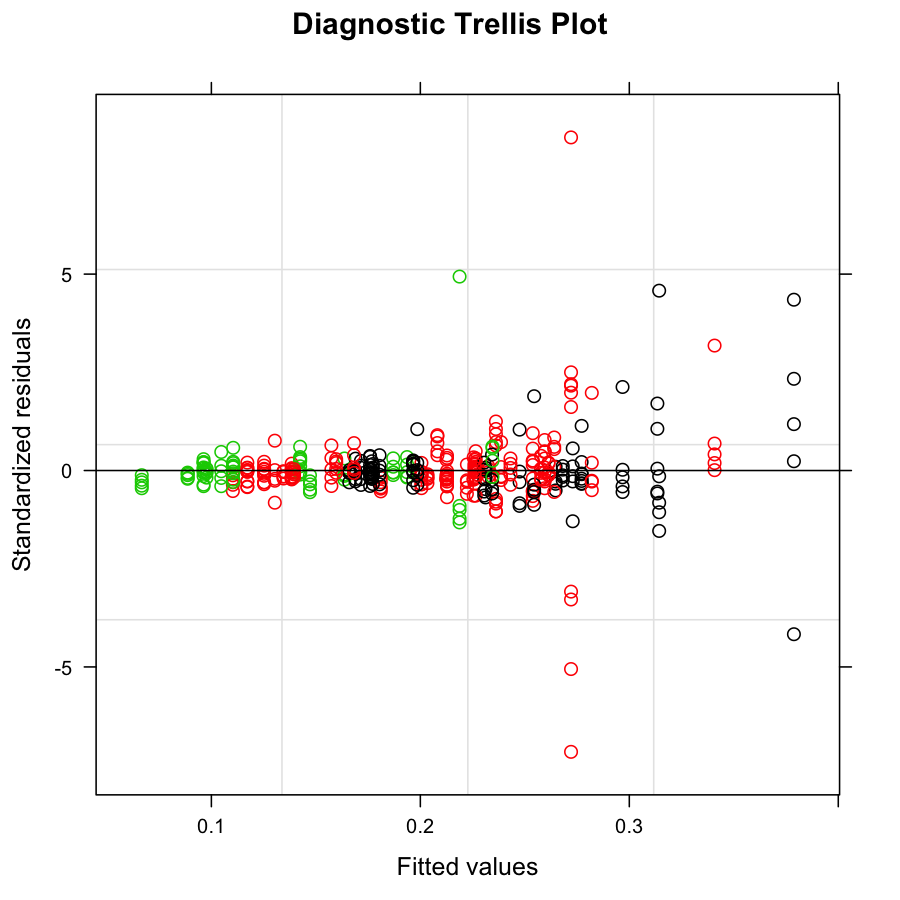 Diagnostic Trellis Plot
Standardized residuals
5
0
-5
0.1
0.2
0.3
Fitted values